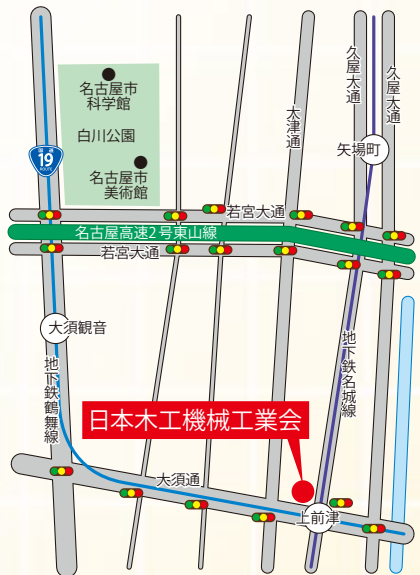 名古屋市
科学館
白川公園
名古屋市
美術館
国道
19
ROUTE
大津通
久屋大通
久屋大通
矢場町
若宮大通
名古屋高速2号東山線
若宮大通
大須観音
地下鉄鶴舞線
地下鉄名城線
日本木工機械工業会
大須通
上前津